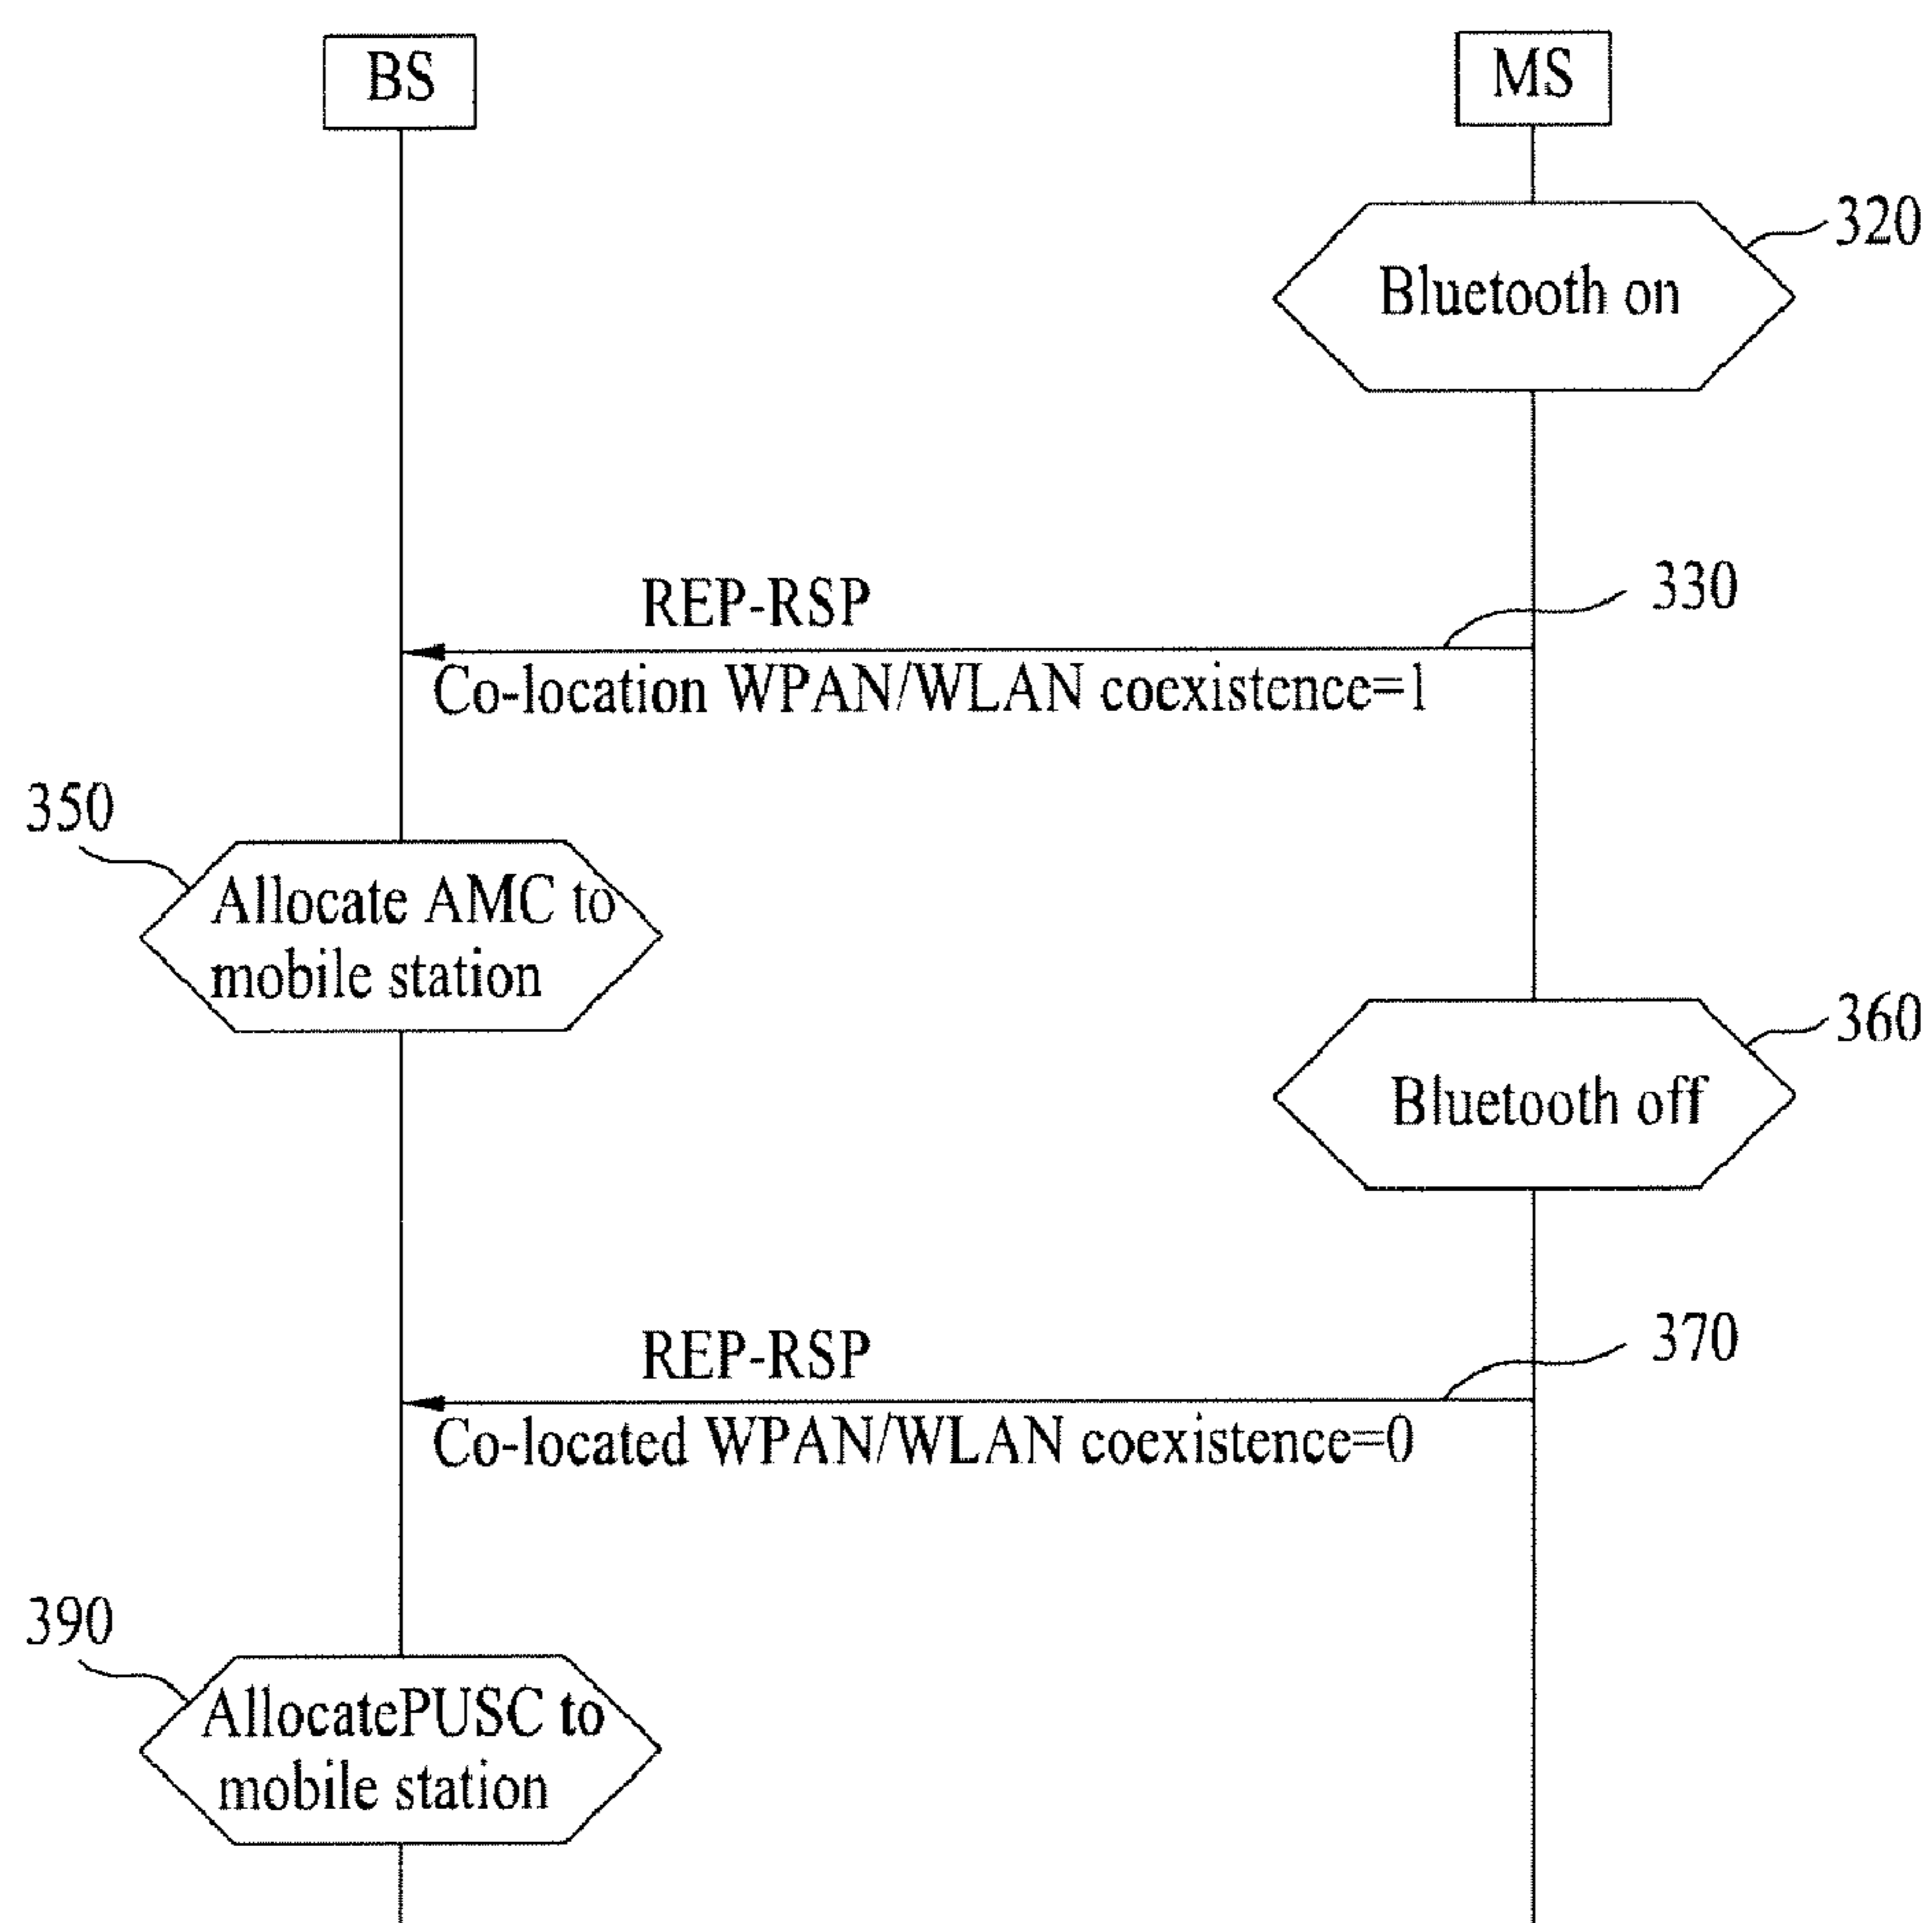 BS
MS
320
Bluetooth on
330
REP-RSP
Co-location WPAN/WLAN coexistence=1
350
Allocate AMC to
mobile station
360
Bluetooth off
370
REP-RSP
Co-located WPAN/WLAN coexistence=0
390
AllocatePUSC to
mobile station